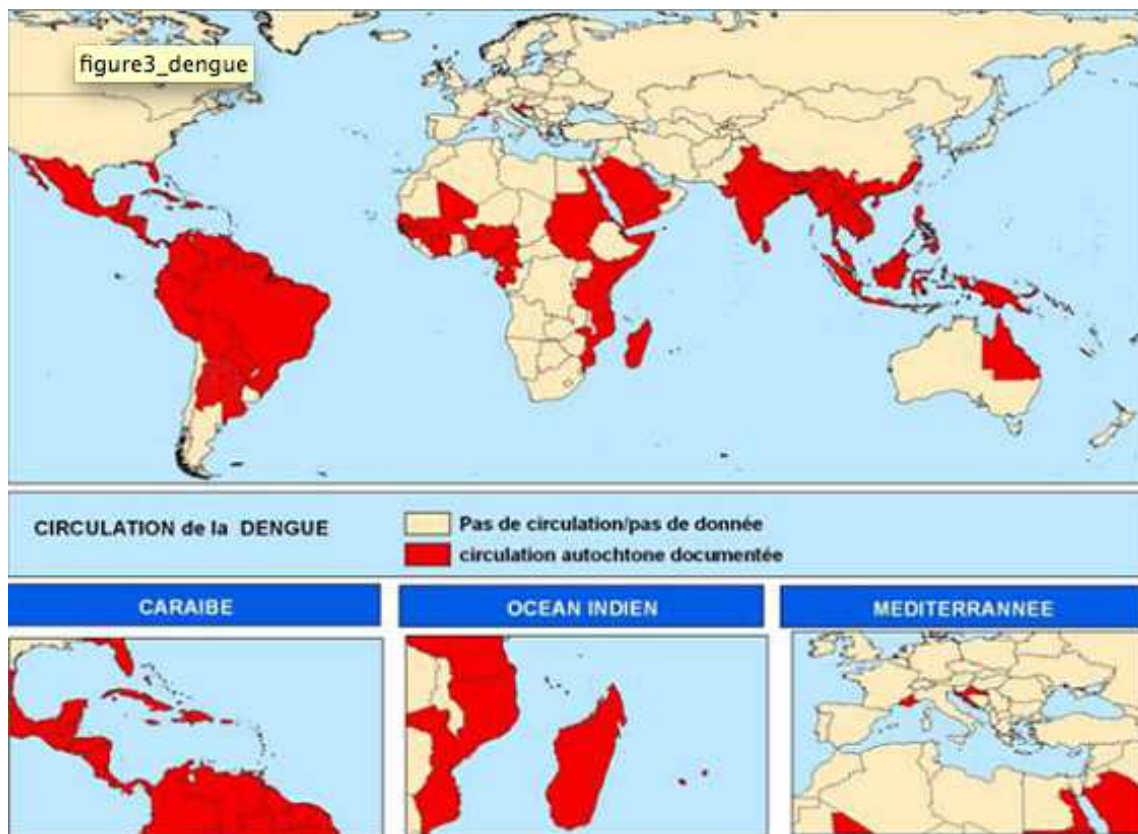 figure3_dengue
CIRCULATION de la DENGUE
Pas de circulation/pas de donnée
circulation autochtone documentée
CARAIBE
OCEAN INDIEN
MEDITERRANNEE